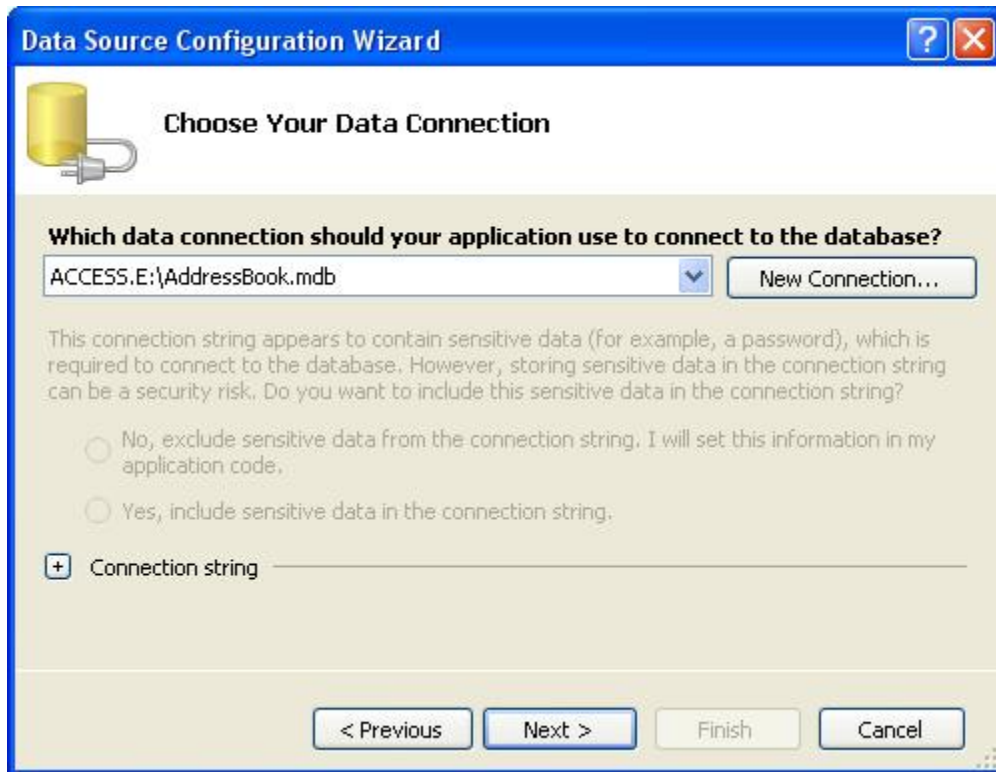 Data Source Configuration Wizard
?
Choose Your Data Connection
Which data connection should your application use to connect to the database?
ACCESS.E:\AddressBook.mdb
New Connection...
This connection string appears to contain sensitive data (for example, a password), which is
required to connect to the database. However, storing sensitive data in the connection string
can be a security risk. Do you want to include this sensitive data in the connection string?
No, exclude sensitive data from the connection string. I will set this information in my
application code.
Yes, include sensitive data in the connection string.
+ Connection string
< Previous
Next >
Finish
Cancel